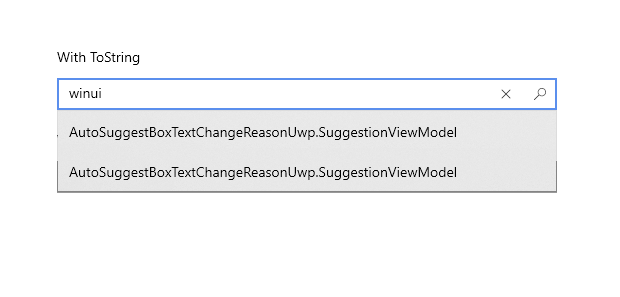 With ToString
winui
AutoSuggestBoxTextChangeReasonUwp.SuggestionViewModel
AutoSuggestBoxTextChangeReasonUwp.SuggestionViewModel